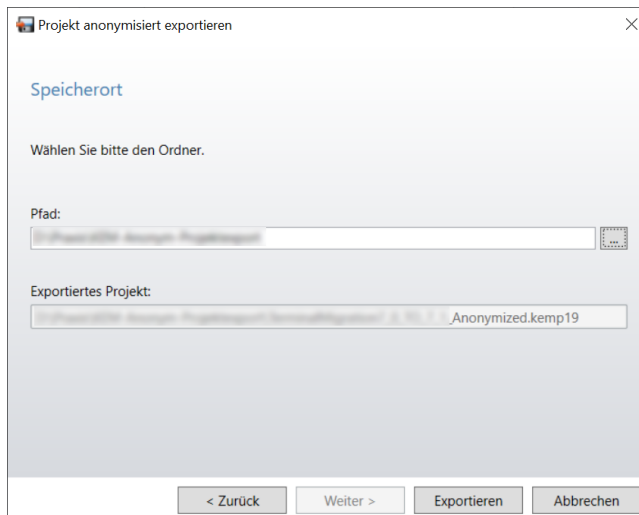 Projekt anonymisiert exportieren
Speicherort
Wählen Sie bitte den Ordner.
Pfad:
...
Exportiertes Projekt:
_Anonymized.kemp19
< Zurück
Weiter >
Exportieren
Abbrechen